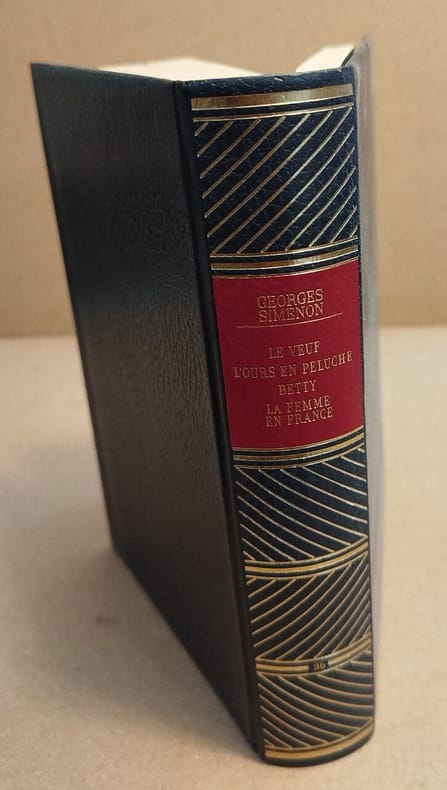 GEORGES
SIMENON
LE VEUF
L'OURS EN PELUCHE
BETTY
LA FEMME
EN FRANCE
36